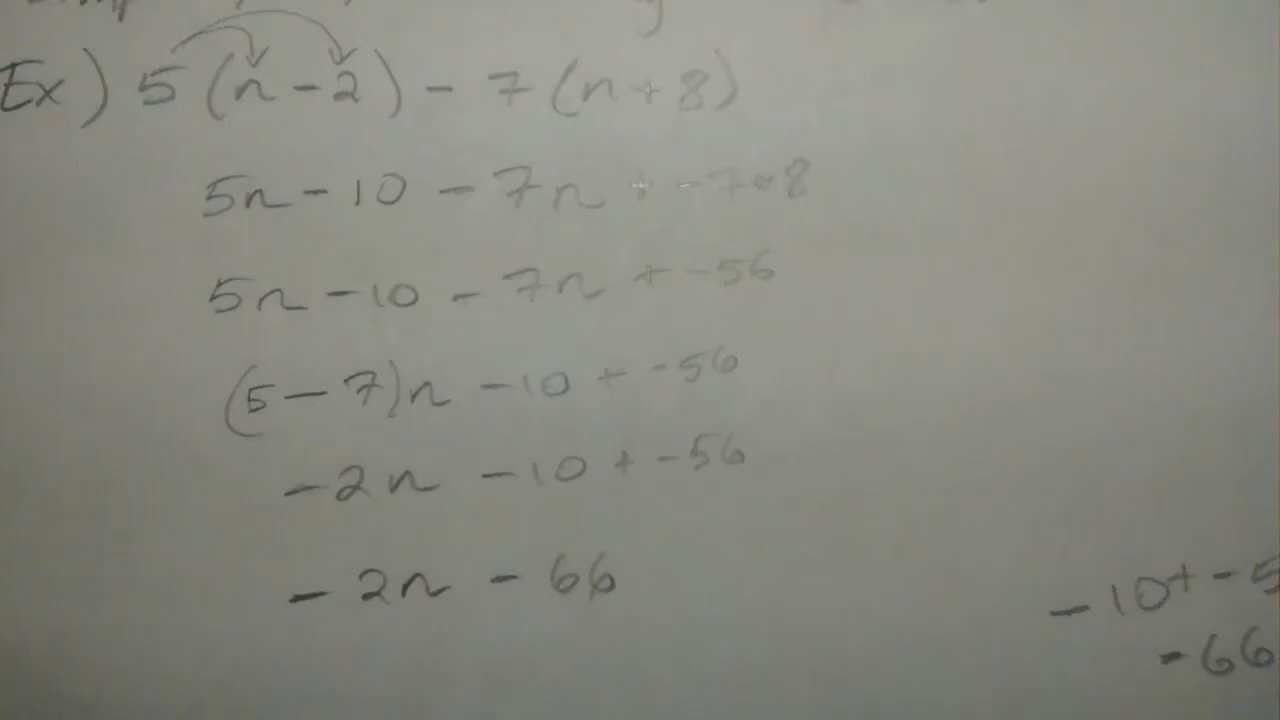 Ex) 5(n-2) - 7(n+8)
5n - 10 - 7n + -7•8
5n - 10 - 7n + -56
(5 - 7)n - 10 + -56
-2n - 10 + -56
-2n - 66
-10 + -5
-66